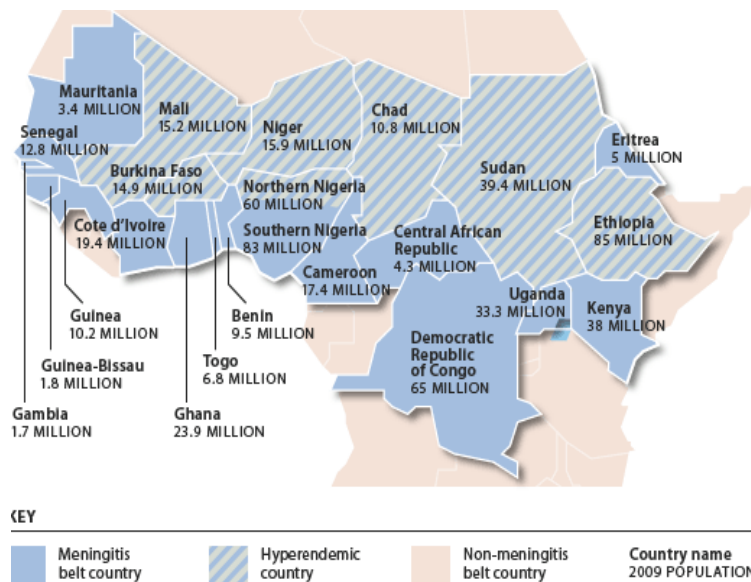 Mauritania
3.4 MILLION
Mali
15.2 MILLION
Niger
15.9 MILLION
Chad
10.8 MILLION
Senegal
12.8 MILLION
Eritrea
5 MILLION
Burkina Faso
14.9 MILLION
Sudan
39.4 MILLION
Northern Nigeria
60 MILLION
Ethiopia
85 MILLION
Cote d'Ivoire
19.4 MILLION
Southern Nigeria
83 MILLION
Central African
Republic
4.3 MILLION
Cameroon
17.4 MILLION
Uganda
33.3 MILLION
Kenya
38 MILLION
Guinea
10.2 MILLION
Benin
9.5 MILLION
Democratic
Republic
of Congo
65 MILLION
Guinea-Bissau
1.8 MILLION
Togo
6.8 MILLION
Gambia
1.7 MILLION
Ghana
23.9 MILLION
KEY
Meningitis
belt country
Hyperendemic
country
Non-meningitis
belt country
Country name
2009 POPULATION